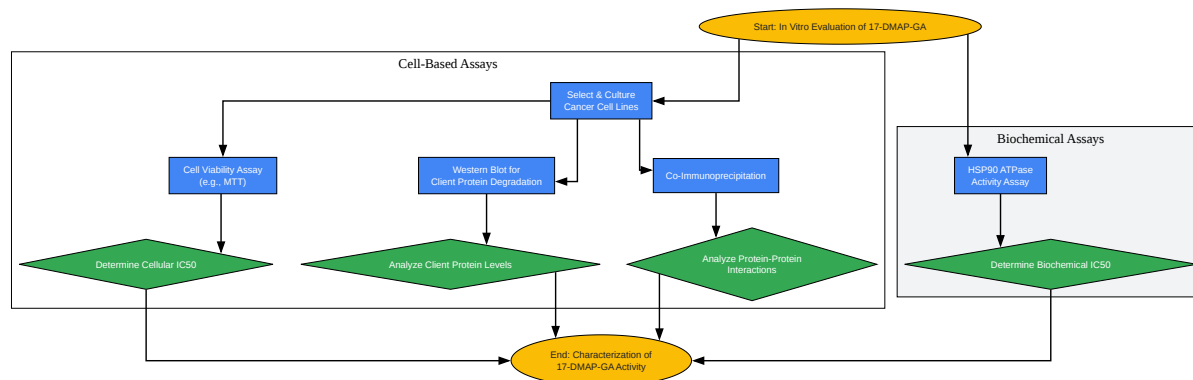 Start: In Vitro Evaluation of 17-DMAP-GA
Cell-Based Assays
Select & Culture
Cancer Cell Lines
Biochemical Assays
Cell Viability Assay
(e.g., MTT)
Western Blot for
Client Protein Degradation
Co-Immunoprecipitation
HSP90 ATPase
Activity Assay
Determine Cellular IC50
Analyze Client Protein Levels
Analyze Protein-Protein
Interactions
Determine Biochemical IC50
End: Characterization of
17-DMAP-GA Activity